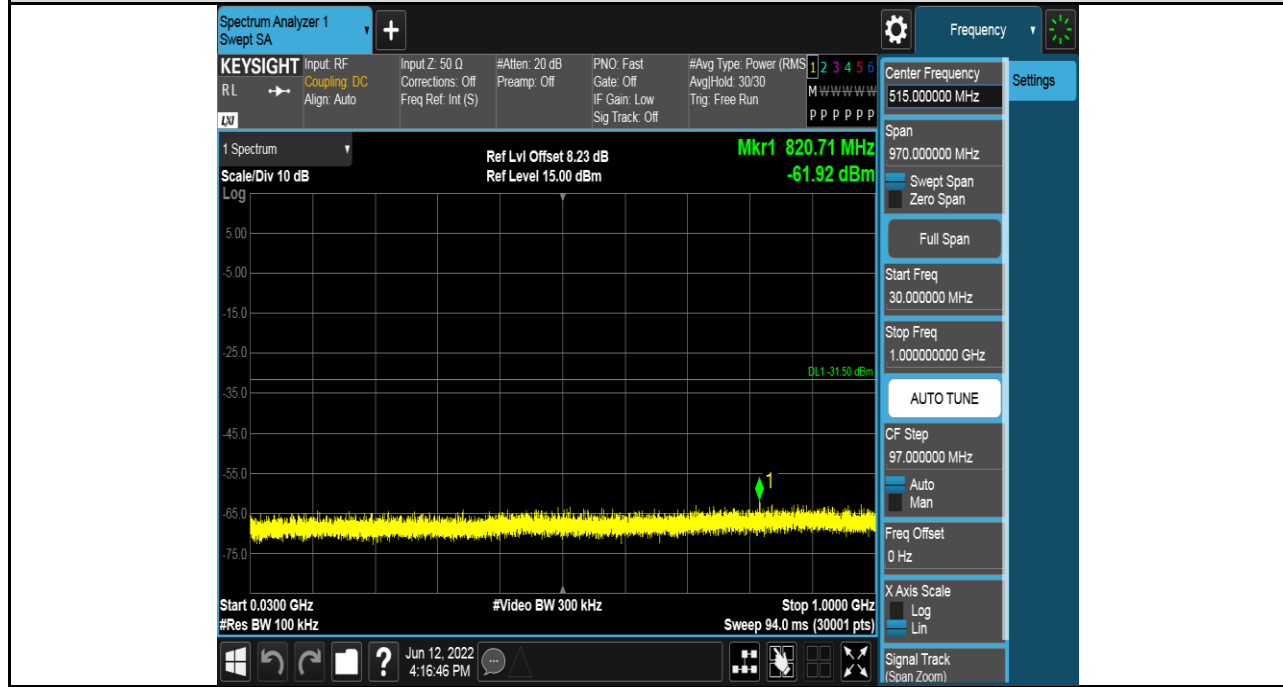 Spectrum Analyzer 1
Swept SA
+
Frequency
KEYSIGHT
RL
LXI
Input: RF
Coupling: DC
Align: Auto
Input Z: 50 Ω
Corrections: Off
Freq Ref: Int (S)
#Atten: 20 dB
Preamp: Off
PNO: Fast
Gate: Off
IF Gain: Low
Sig Track: Off
#Avg Type: Power (RMS
Avg|Hold: 30/30
Trig: Free Run
1 2 3 4 5 6
M W W W W W
P P P P P P
1 Spectrum
Scale/Div 10 dB
Log
Ref Lvl Offset 8.23 dB
Ref Level 15.00 dBm
Mkr1 820.71 MHz
-61.92 dBm
5.00
-5.00
-15.0
-25.0
DL1 -31.50 dBm
-35.0
-45.0
-55.0
1
-65.0
-75.0
Start 0.0300 GHz
#Res BW 100 kHz
#Video BW 300 kHz
Stop 1.0000 GHz
Sweep 94.0 ms (30001 pts)
?
Jun 12, 2022
4:16:46 PM
Center Frequency
515.000000 MHz
Settings
Span
970.000000 MHz
Swept Span
Zero Span
Full Span
Start Freq
30.000000 MHz
Stop Freq
1.000000000 GHz
AUTO TUNE
CF Step
97.000000 MHz
Auto
Man
Freq Offset
0 Hz
X Axis Scale
Log
Lin
Signal Track
(Span Zoom)